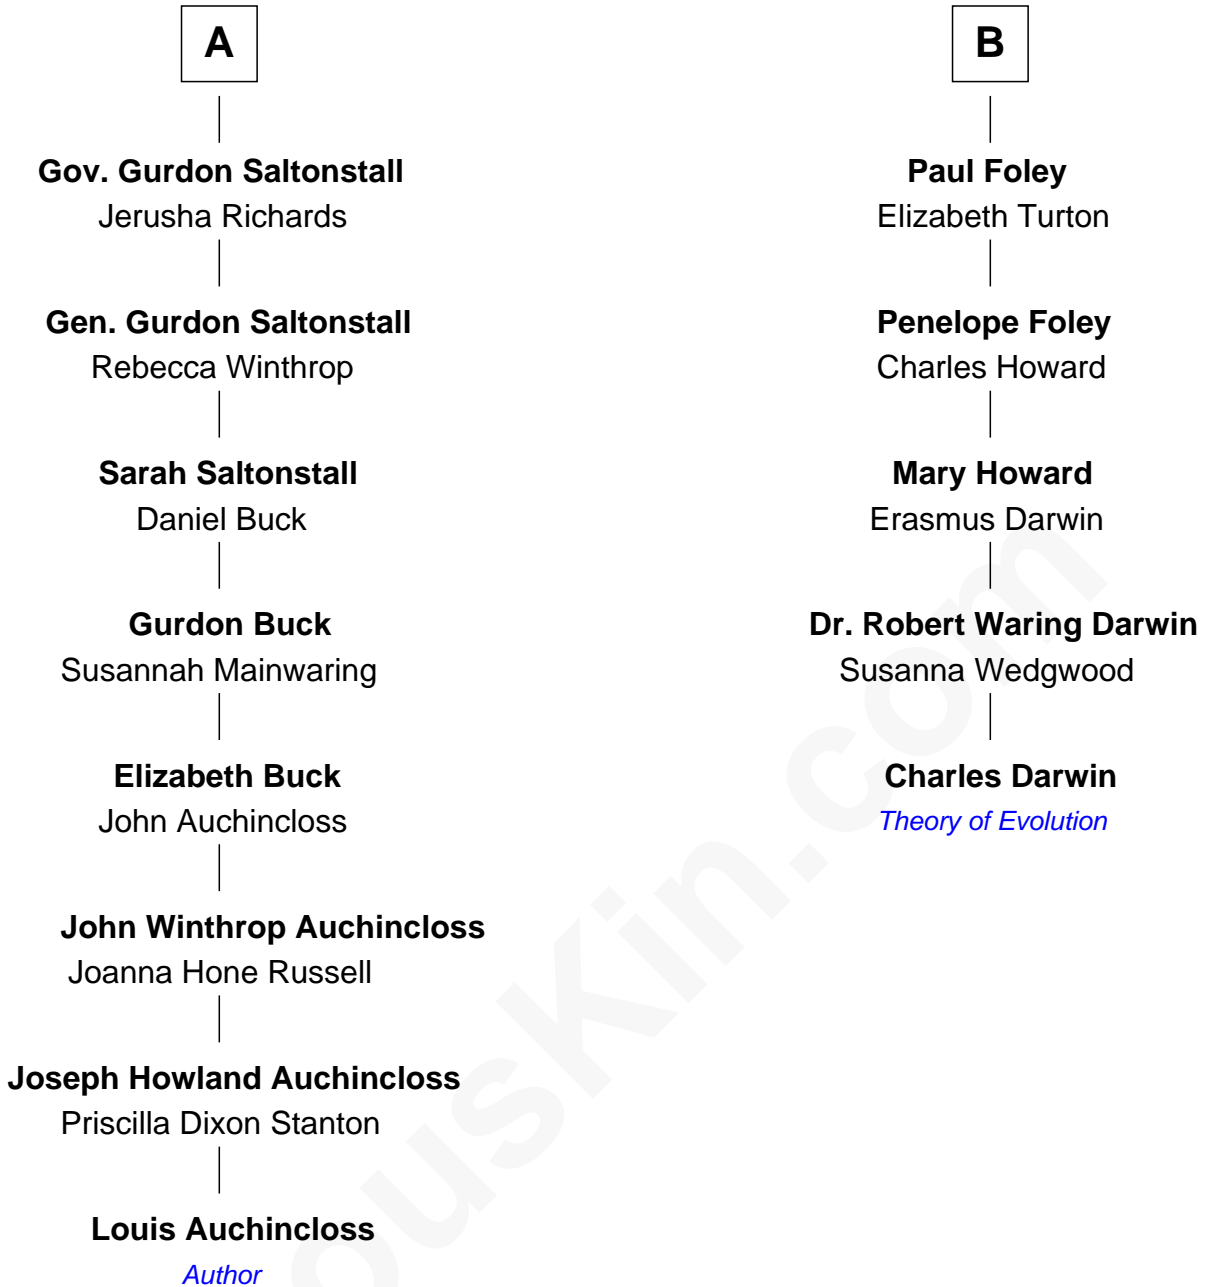 A
Gov. Gurdon Saltonstall
Jerusha Richards
Gen. Gurdon Saltonstall
Rebecca Winthrop
Sarah Saltonstall
Daniel Buck
Gurdon Buck
Susannah Mainwaring
Elizabeth Buck
John Auchincloss
John Winthrop Auchincloss
Joanna Hone Russell
Joseph Howland Auchincloss
Priscilla Dixon Stanton
Louis Auchincloss
Author
B
Paul Foley
Elizabeth Turton
Penelope Foley
Charles Howard
Mary Howard
Erasmus Darwin
Dr. Robert Waring Darwin
Susanna Wedgwood
Charles Darwin
Theory of Evolution
ousKin.com